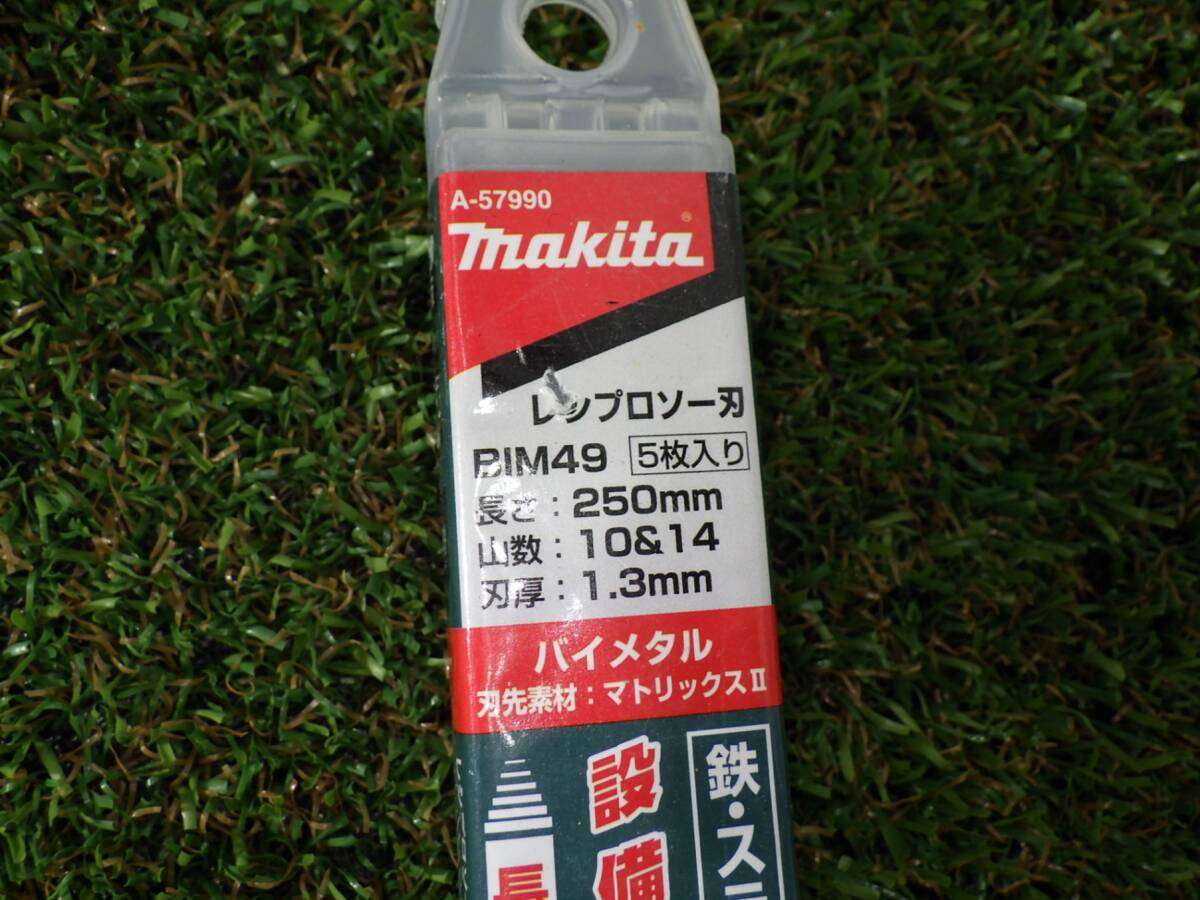 A-57990
makita®
レシプロソー刃
BIM49 5枚入り
長さ：250mm
山数：10&14
刃厚：1.3mm
バイメタル
刃先素材：マトリックスⅡ
鉄・ステ
設備
長